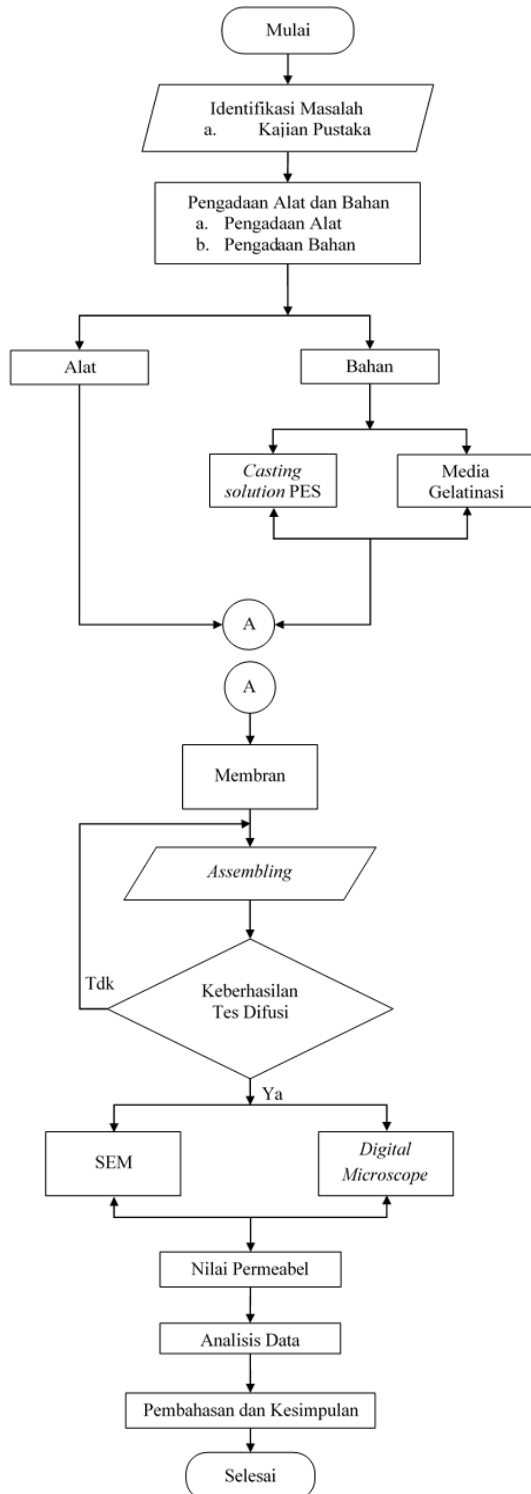 Mulai
Identifikasi Masalah
a. Kajian Pustaka
Pengadaan Alat dan Bahan
a. Pengadaan Alat
b. Pengadaan Bahan
Alat
Bahan
Casting
solution PES
Media
Gelatinasi
A
A
Membran
Assembling
Tdk
Keberhasilan
Tes Difusi
Ya
SEM
Digital
Microscope
Nilai Permeabel
Analisis Data
Pembahasan dan Kesimpulan
Selesai